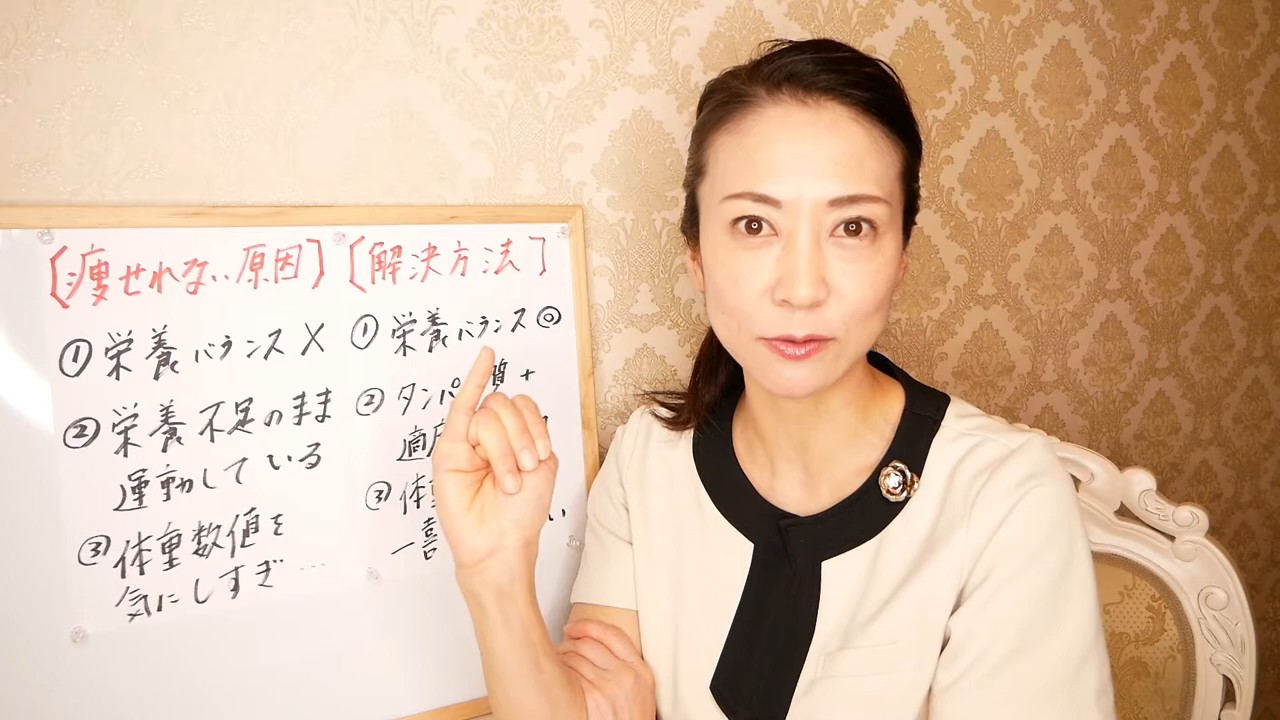 [痩せれない原因]
①栄養バランス×
②栄養不足のまま
運動している
③体重数値を
気にしすぎ…
[解決方法]
①栄養バランス◎
②タンパ 質+
適
③体
一喜 い